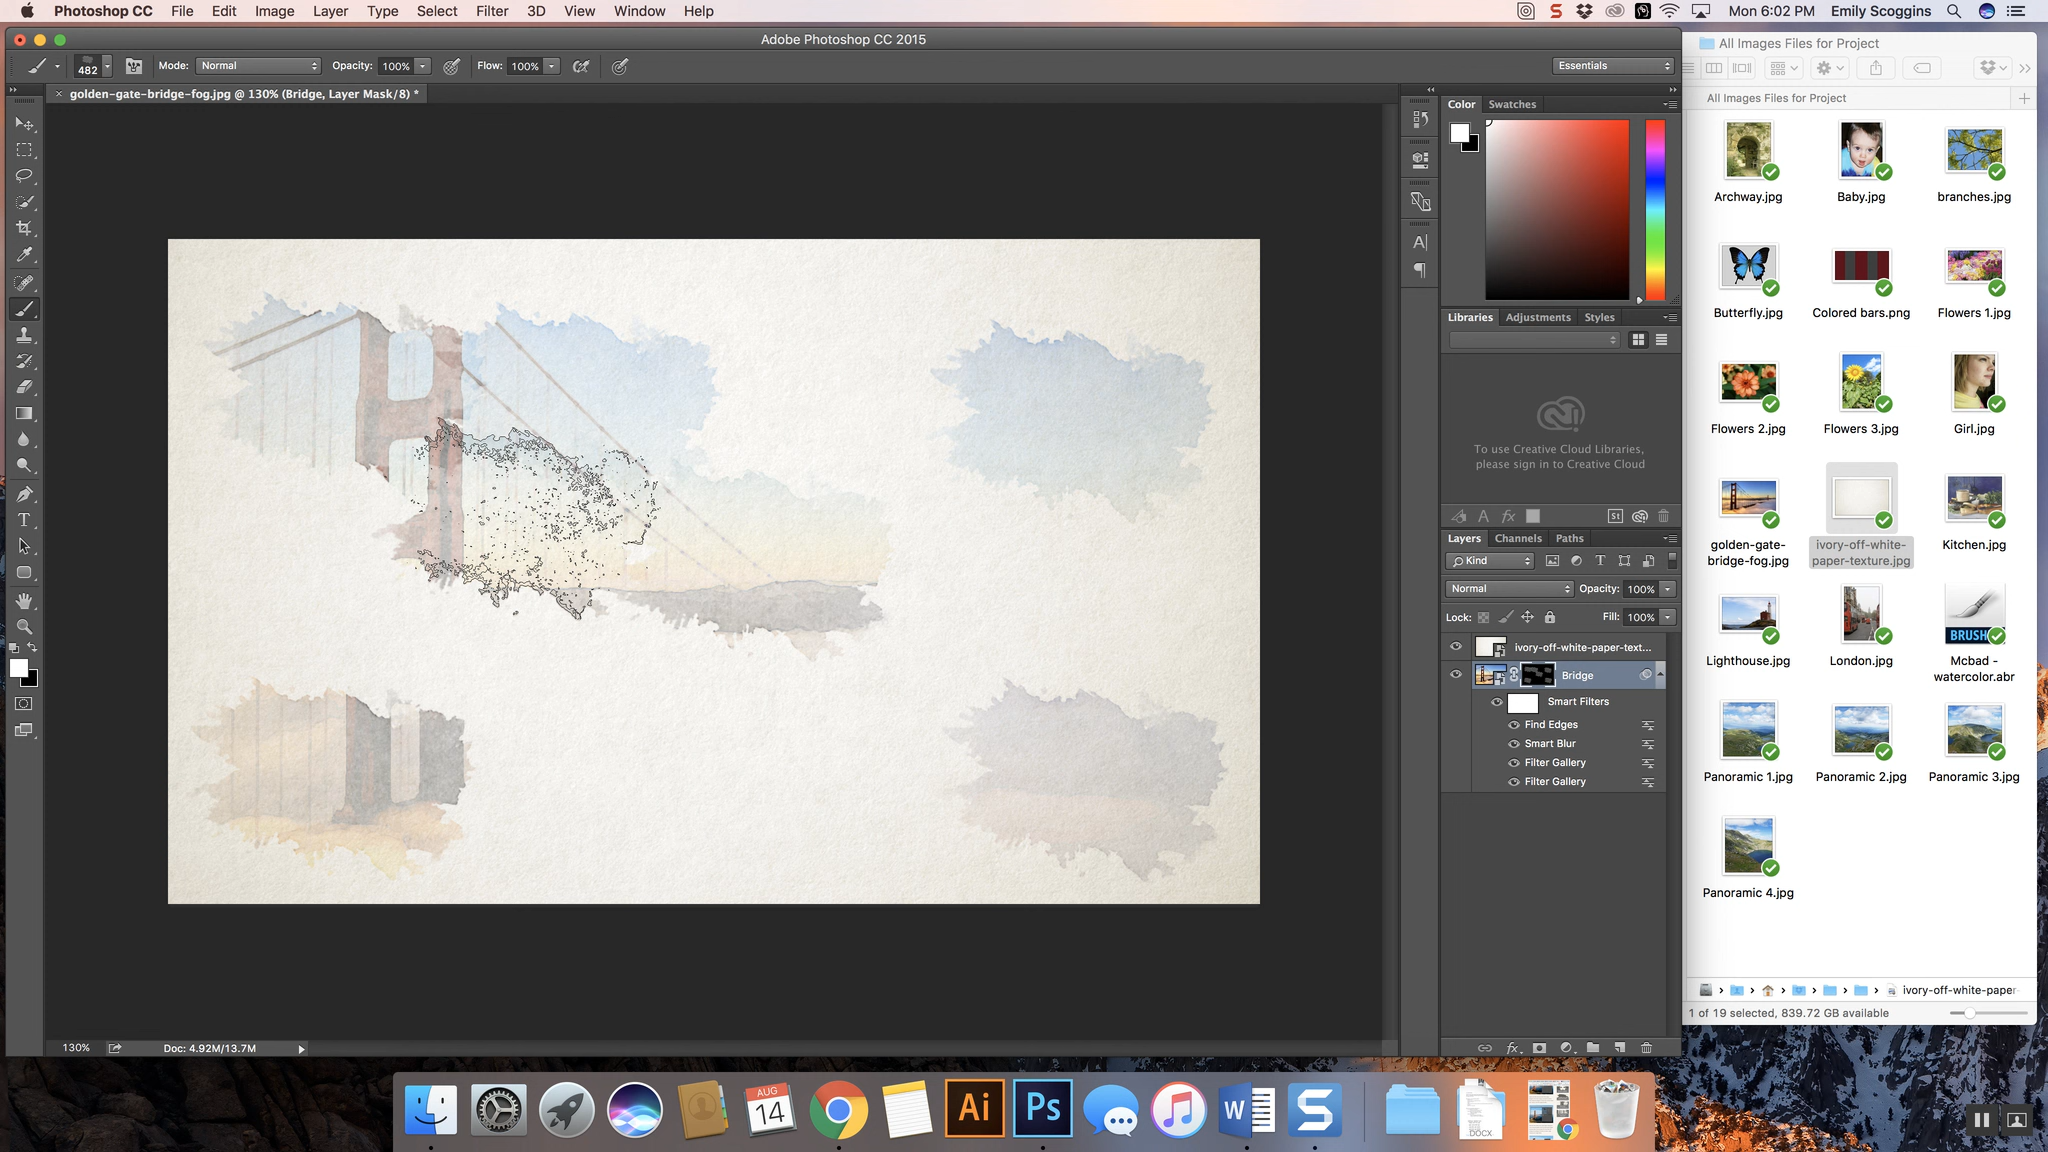 Photoshop CC File Edit Image Layer Type Select Filter 3D View Window Help
Mon 6:02 PM Emily Scoggins
Adobe Photoshop CC 2015
482 Mode: Normal Opacity: 100% Flow: 100% Essentials
× golden-gate-bridge-fog.jpg @ 130% (Bridge, Layer Mask/8) *
Color Swatches
Libraries Adjustments Styles
To use Creative Cloud Libraries,
please sign in to Creative Cloud
St
Layers Channels Paths
Kind
Normal Opacity: 100%
Lock: Fill: 100%
ivory-off-white-paper-text...
Bridge
Smart Filters
Find Edges
Smart Blur
Filter Gallery
Filter Gallery
130% Doc: 4.92M/13.7M
All Images Files for Project
All Images Files for Project
Archway.jpg
Baby.jpg
branches.jpg
Butterfly.jpg
Colored bars.png
Flowers 1.jpg
Flowers 2.jpg
Flowers 3.jpg
Girl.jpg
golden-gate-
bridge-fog.jpg
ivory-off-white-
paper-texture.jpg
Kitchen.jpg
BRUSH
Lighthouse.jpg
London.jpg
Mcbad -
watercolor.abr
Panoramic 1.jpg
Panoramic 2.jpg
Panoramic 3.jpg
Panoramic 4.jpg
ivory-off-white-paper-
1 of 19 selected, 839.72 GB available
AUG
14
Ai
Ps
W
S
DOCX